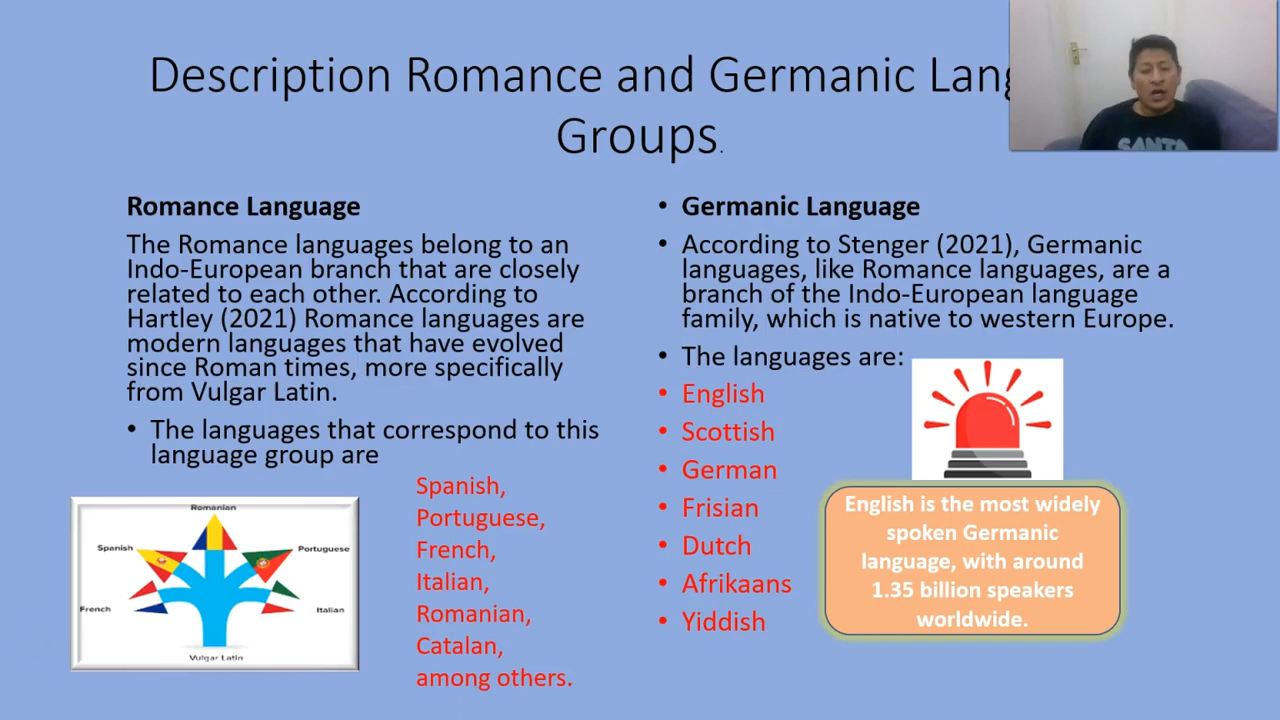 Description Romance and Germanic Lang
Groups.
SANTA
Romance Language
The Romance languages belong to an
Indo-European branch that are closely
related to each other. According to
Hartley (2021) Romance languages are
modern languages that have evolved
since Roman times, more specifically
from Vulgar Latin.
• The languages that correspond to this
language group are
Spanish,
Portuguese,
French,
Italian,
Romanian,
Catalan,
among others.
Romanian
Spanish
Portuguese
French
Italian
Vulgar Latin
• Germanic Language
• According to Stenger (2021), Germanic
languages, like Romance languages, are a
branch of the Indo-European language
family, which is native to western Europe.
• The languages are:
• English
• Scottish
• German
• Frisian
• Dutch
• Afrikaans
• Yiddish
English is the most widely
spoken Germanic
language, with around
1.35 billion speakers
worldwide.